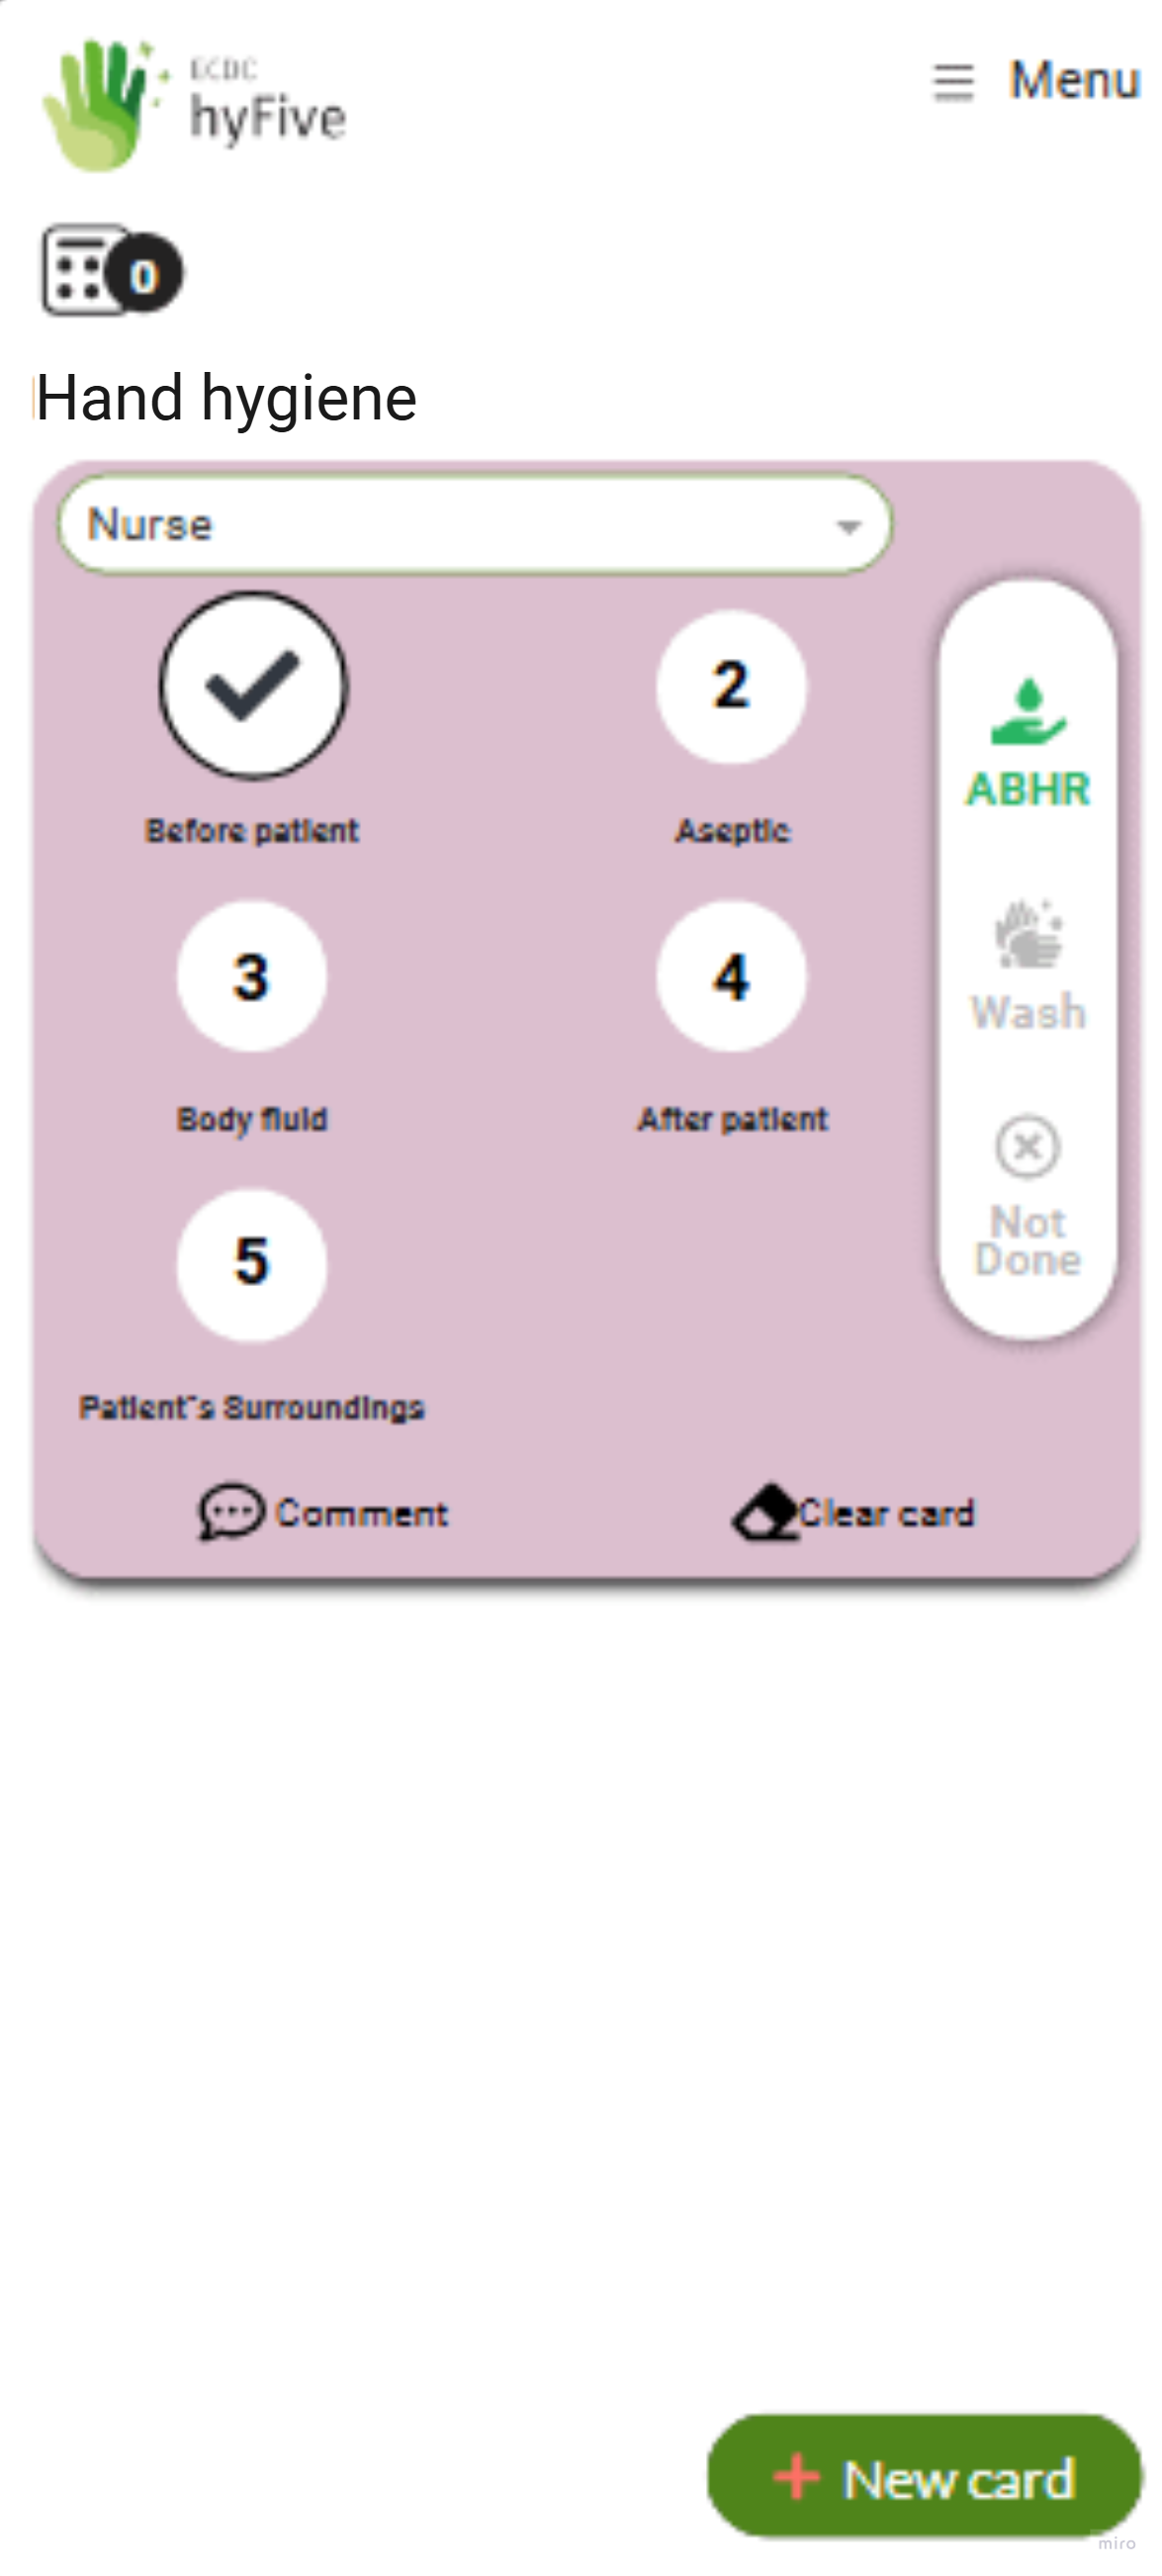 ECDC
hyFive
Menu
0
Hand hygiene
Nurse
2
Before patient
Aseptic
3
4
Body fluid
After patient
5
Patient"s Surroundings
ABHR
Wash
Not
Done
Comment
Clear card
+ New card
miro